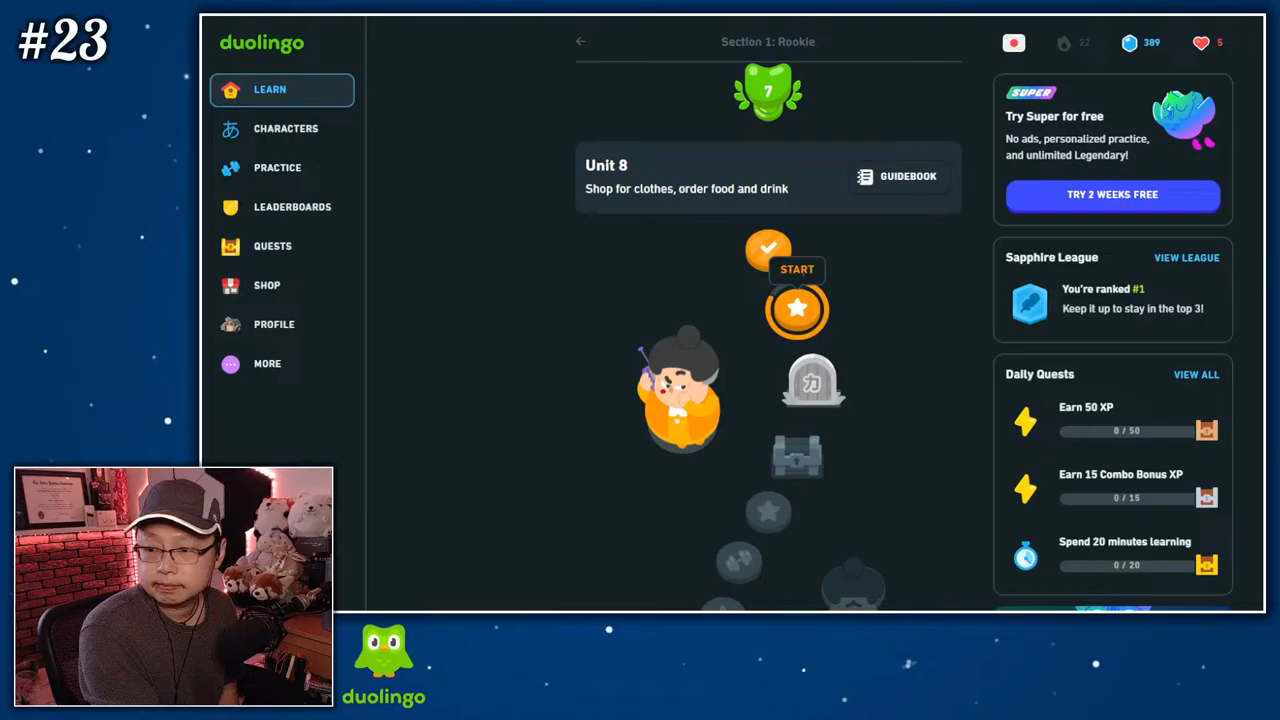 #23
duolingo
LEARN
あ CHARACTERS
PRACTICE
LEADERBOARDS
QUESTS
SHOP
PROFILE
MORE
Section 1: Rookie
7
Unit 8
Shop for clothes, order food and drink
GUIDEBOOK
START
力
22
389
5
SUPER
Try Super for free
No ads, personalized practice,
and unlimited Legendary!
TRY 2 WEEKS FREE
Sapphire League
VIEW LEAGUE
You're ranked #1
Keep it up to stay in the top 3!
Daily Quests
VIEW ALL
Earn 50 XP
0 / 50
Earn 15 Combo Bonus XP
0 / 15
Spend 20 minutes learning
0 / 20
duolingo